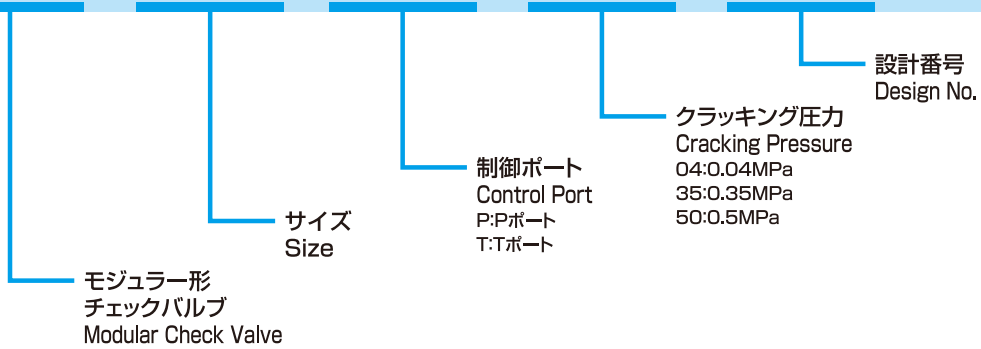 設計番号
Design No.
クラッキング圧力
Cracking Pressure
04:0.04MPa
35:0.35MPa
50:0.5MPa
制御ポート
Control Port
P:Pポート
T:Tポート
サイズ
Size
モジュラー形
チェックバルブ
Modular Check Valve